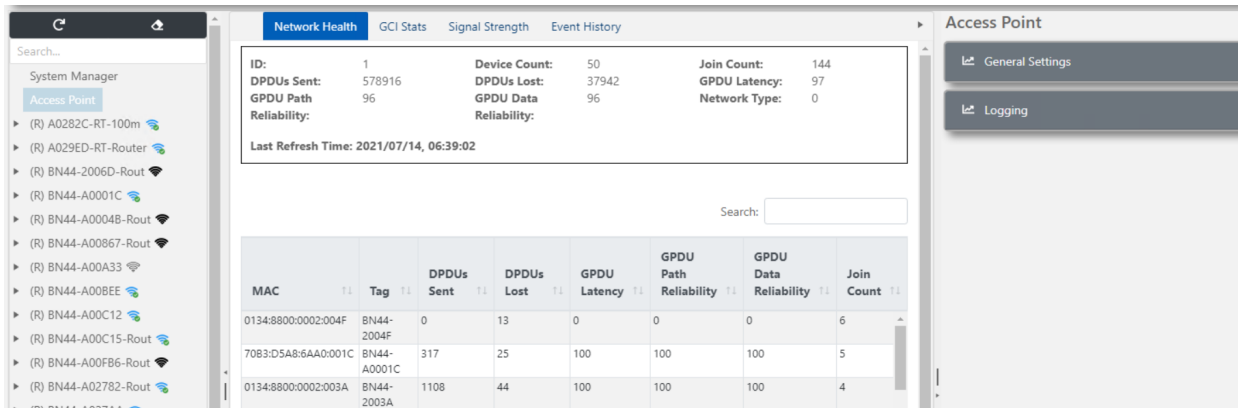 Search...
System Manager
Access Point
(R) A0282C-RT-100m
(R) A029ED-RT-Router
(R) BN44-2006D-Rout
(R) BN44-A0001C
(R) BN44-A0004B-Rout
(R) BN44-A00867-Rout
(R) BN44-A00A33
(R) BN44-A00BEE
(R) BN44-A00C12
(R) BN44-A00C15-Rout
(R) BN44-A00FB6-Rout
(R) BN44-A02782-Rout
Network Health GCI Stats Signal Strength Event History
ID: 1 Device Count: 50 Join Count: 144
DPDUs Sent: 578916 DPDUs Lost: 37942 GPDU Latency: 97
GPDU Path 96 GPDU Data 96 Network Type: 0
Reliability: Reliability:
Last Refresh Time: 2021/07/14, 06:39:02
Search:
MAC Tag DPDUs Sent DPDUs Lost GPDU Latency GPDU Path Reliability GPDU Data Reliability Join Count
0134:8800:0002:004F BN44- 0 13 0 0 0 6
2004F
70B3:D5A8:6AA0:001C BN44- 317 25 100 100 100 5
A0001C
0134:8800:0002:003A BN44- 1108 44 100 100 100 4
2003A
Access Point
General Settings
Logging